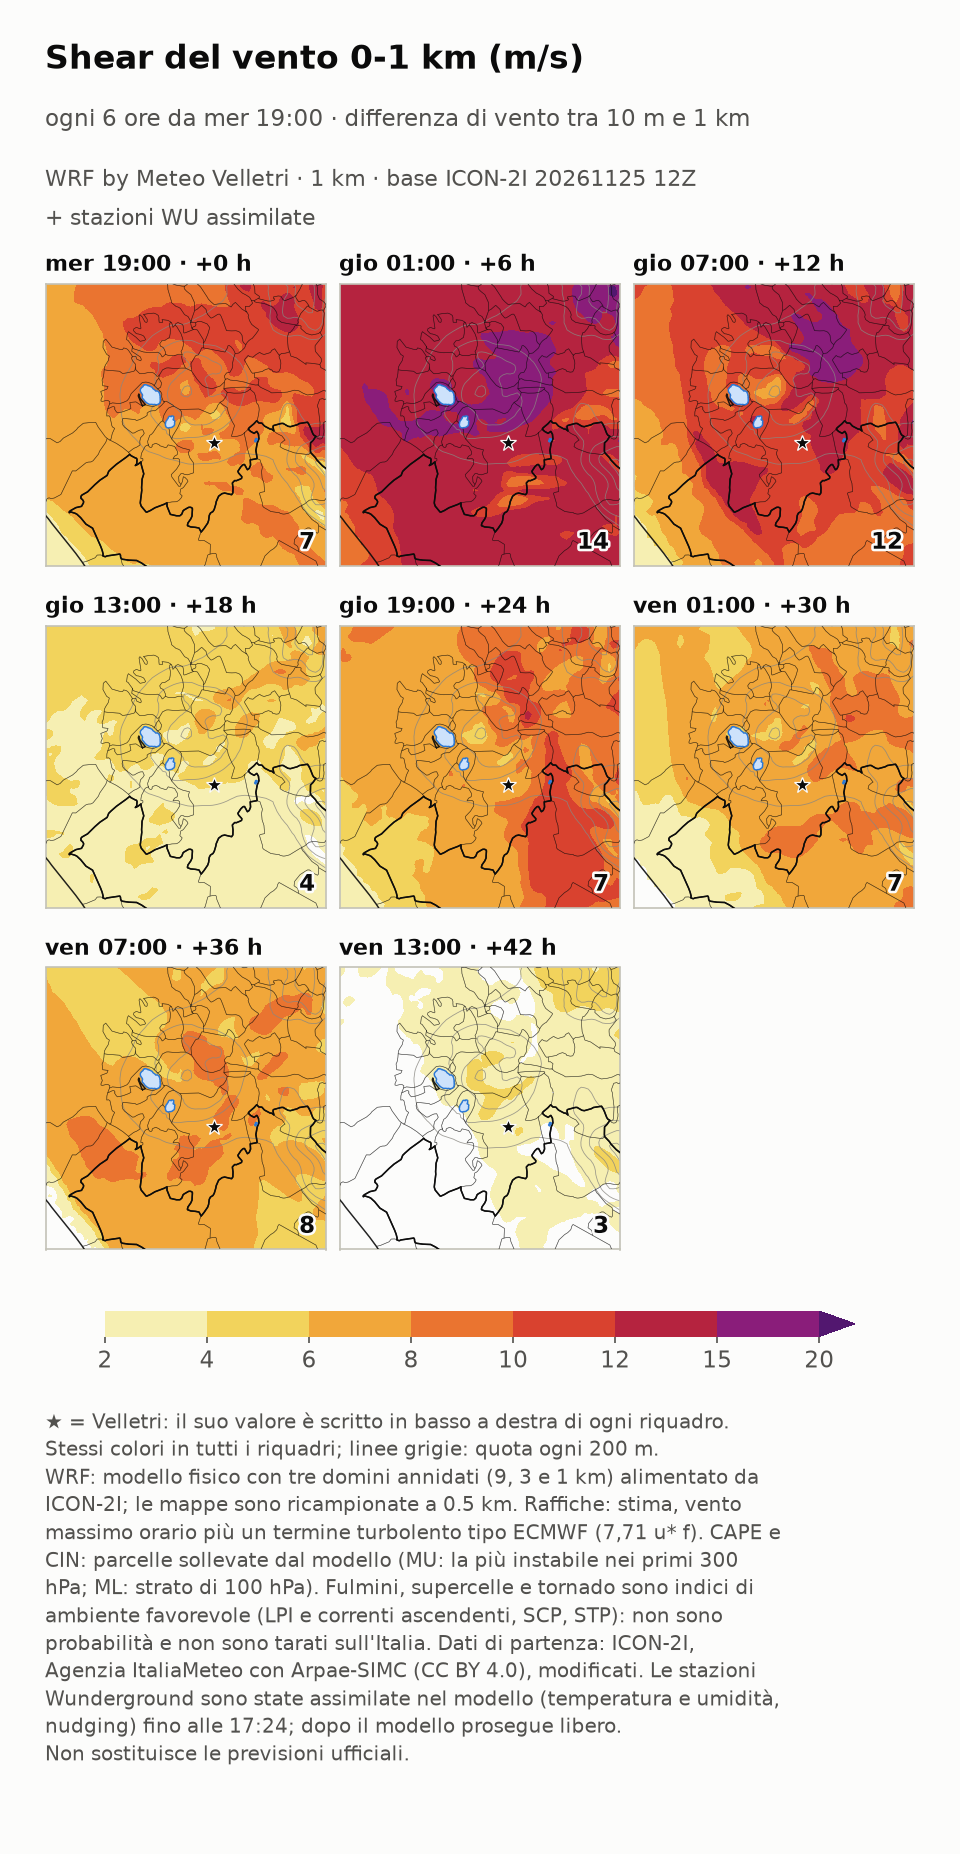 Shear del vento 0-1 km (m/s)
ogni 6 ore da mer 19:00 · differenza di vento tra 10 m e 1 km
WRF by Meteo Velletri · 1 km · base ICON-2I 20261125 12Z
+ stazioni WU assimilate
mer 19:00 · +0 h
gio 01:00 · +6 h
gio 07:00 · +12 h
7
14
12
gio 13:00 · +18 h
gio 19:00 · +24 h
ven 01:00 · +30 h
4
7
7
ven 07:00 · +36 h
ven 13:00 · +42 h
8
3
2 4 6 8 10 12 15 20
★ = Velletri: il suo valore è scritto in basso a destra di ogni riquadro.
Stessi colori in tutti i riquadri; linee grigie: quota ogni 200 m.
WRF: modello fisico con tre domini annidati (9, 3 e 1 km) alimentato da
ICON-2I; le mappe sono ricampionate a 0.5 km. Raffiche: stima, vento
massimo orario più un termine turbolento tipo ECMWF (7,71 u* f). CAPE e
CIN: parcelle sollevate dal modello (MU: la più instabile nei primi 300
hPa; ML: strato di 100 hPa). Fulmini, supercelle e tornado sono indici di
ambiente favorevole (LPI e correnti ascendenti, SCP, STP): non sono
probabilità e non sono tarati sull'Italia. Dati di partenza: ICON-2I,
Agenzia ItaliaMeteo con Arpae-SIMC (CC BY 4.0), modificati. Le stazioni
Wunderground sono state assimilate nel modello (temperatura e umidità,
nudging) fino alle 17:24; dopo il modello prosegue libero.
Non sostituisce le previsioni ufficiali.